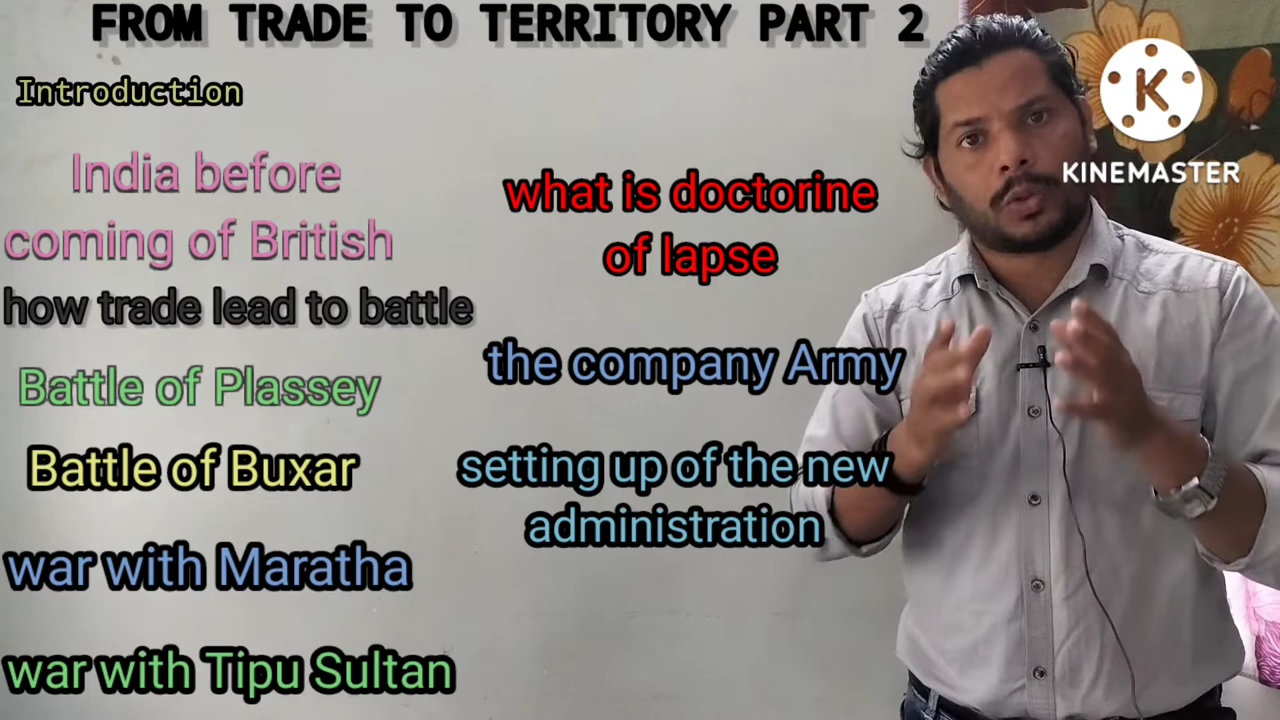 FROM TRADE TO TERRITORY PART 2
Introduction
India before
coming of British
how trade lead to battle
Battle of Plassey
Battle of Buxar
war with Maratha
war with Tipu Sultan
what is doctorine
of lapse
the company Army
setting up of the new
administration
K
KINEMASTER